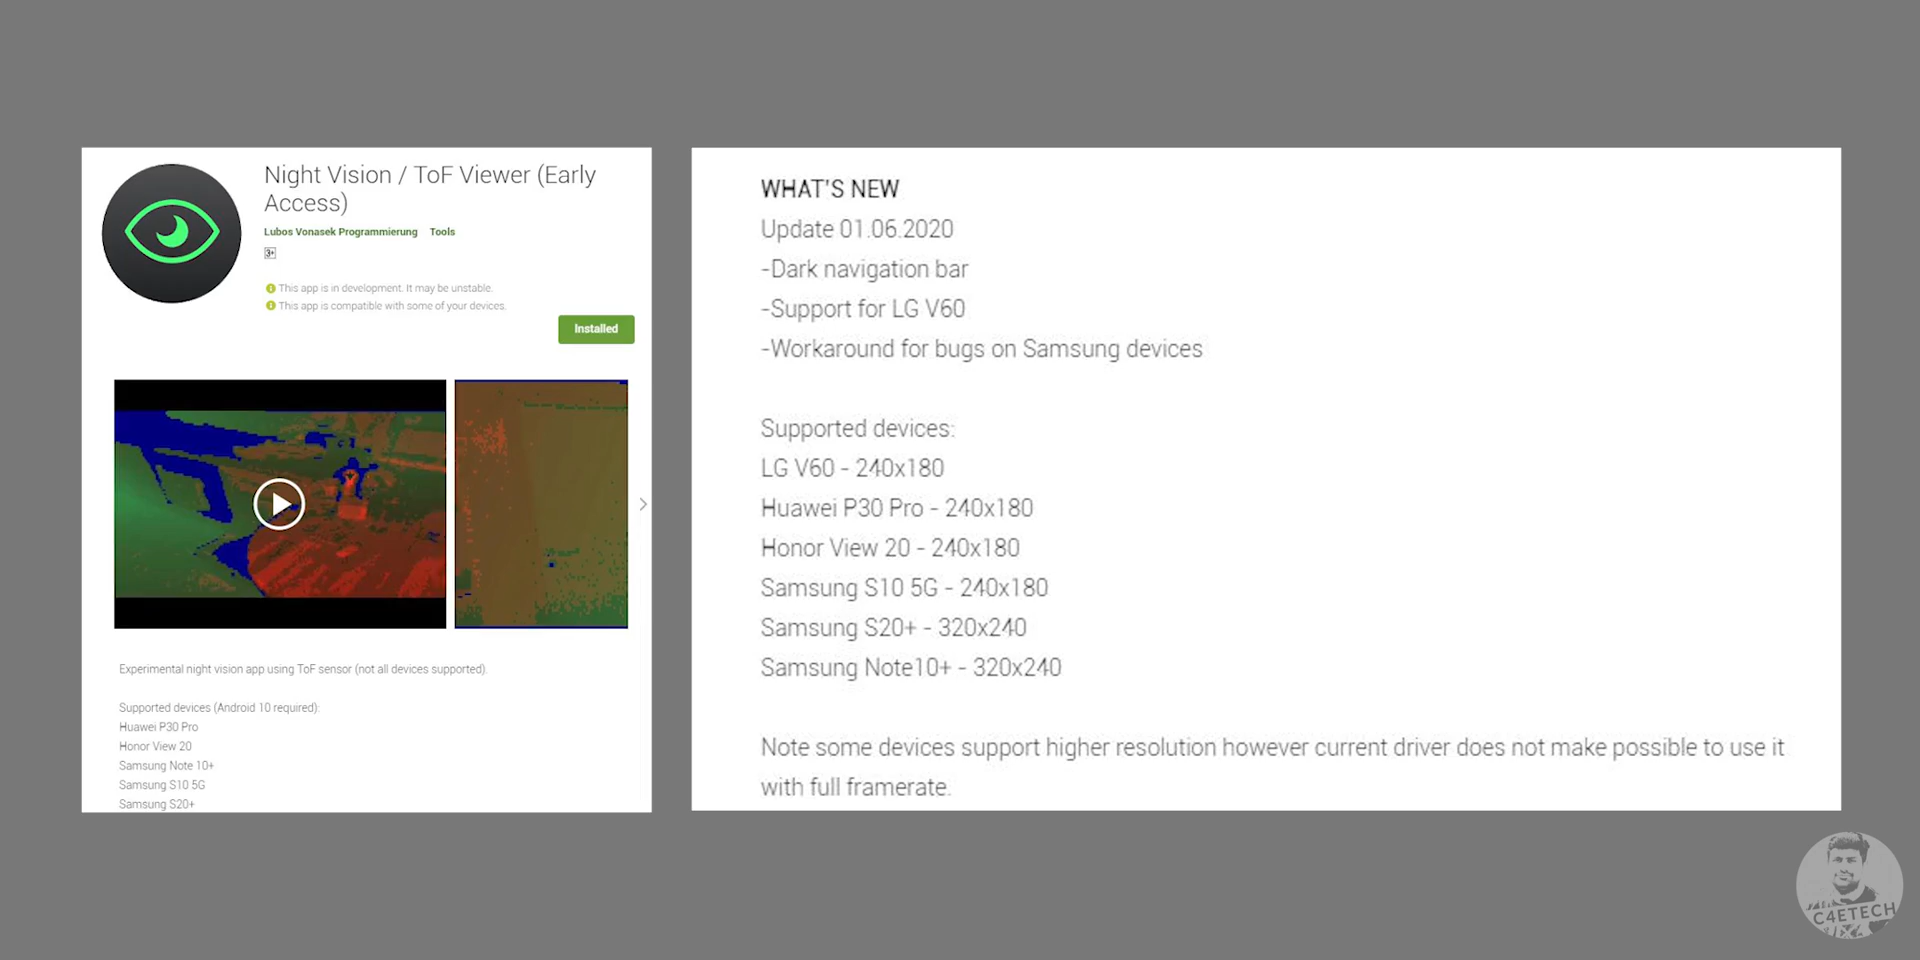 Night Vision / ToF Viewer (Early
Access)
Lubos Vonasek Programmierung Tools
3+
This app is in development. It may be unstable.
This app is compatible with some of your devices.
Installed
Experimental night vision app using ToF sensor (not all devices supported).
Supported devices (Android 10 required):
Huawei P30 Pro
Honor View 20
Samsung Note 10+
Samsung S10 5G
Samsung S20+
WHAT'S NEW
Update 01.06.2020
-Dark navigation bar
-Support for LG V60
-Workaround for bugs on Samsung devices
Supported devices:
LG V60 - 240x180
Huawei P30 Pro - 240x180
Honor View 20 - 240x180
Samsung S10 5G - 240x180
Samsung S20+ - 320x240
Samsung Note10+ - 320x240
Note some devices support higher resolution however current driver does not make possible to use it
with full framerate.
C4ETECH